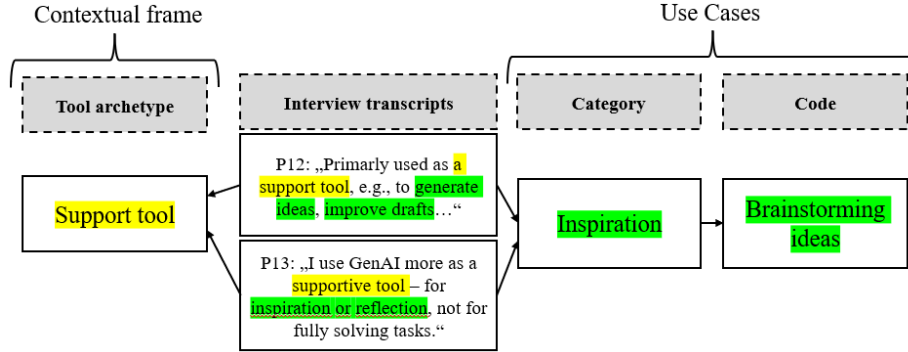 Contextual frame
Use Cases
Tool archetype
Interview transcripts
Category
Code
P12: „Primarily used as a
support tool, e.g., to generate
ideas, improve drafts…“
Support tool
Inspiration
Brainstorming
ideas
P13: „I use GenAI more as a
supportive tool – for
inspiration or reflection, not for
fully solving tasks.“